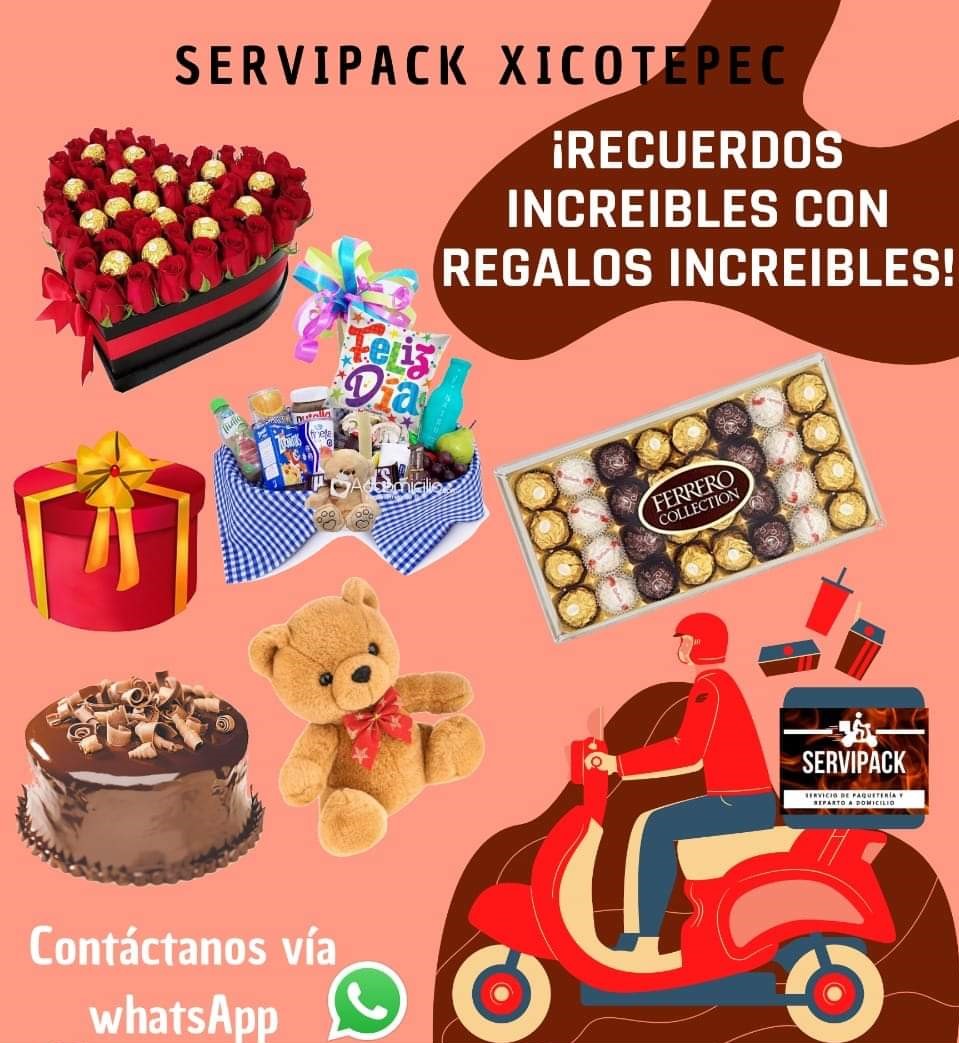 SERVIPACK XICOTEPEC
¡RECUERDOS
INCREIBLES CON
REGALOS INCREIBLES!
Feliz
Día
nutella
FERRERO
COLLECTION
SERVIPACK
SERVICIO DE PAQUETERÍA Y
REPARTO A DOMICILIO
Contáctanos vía
whatsApp